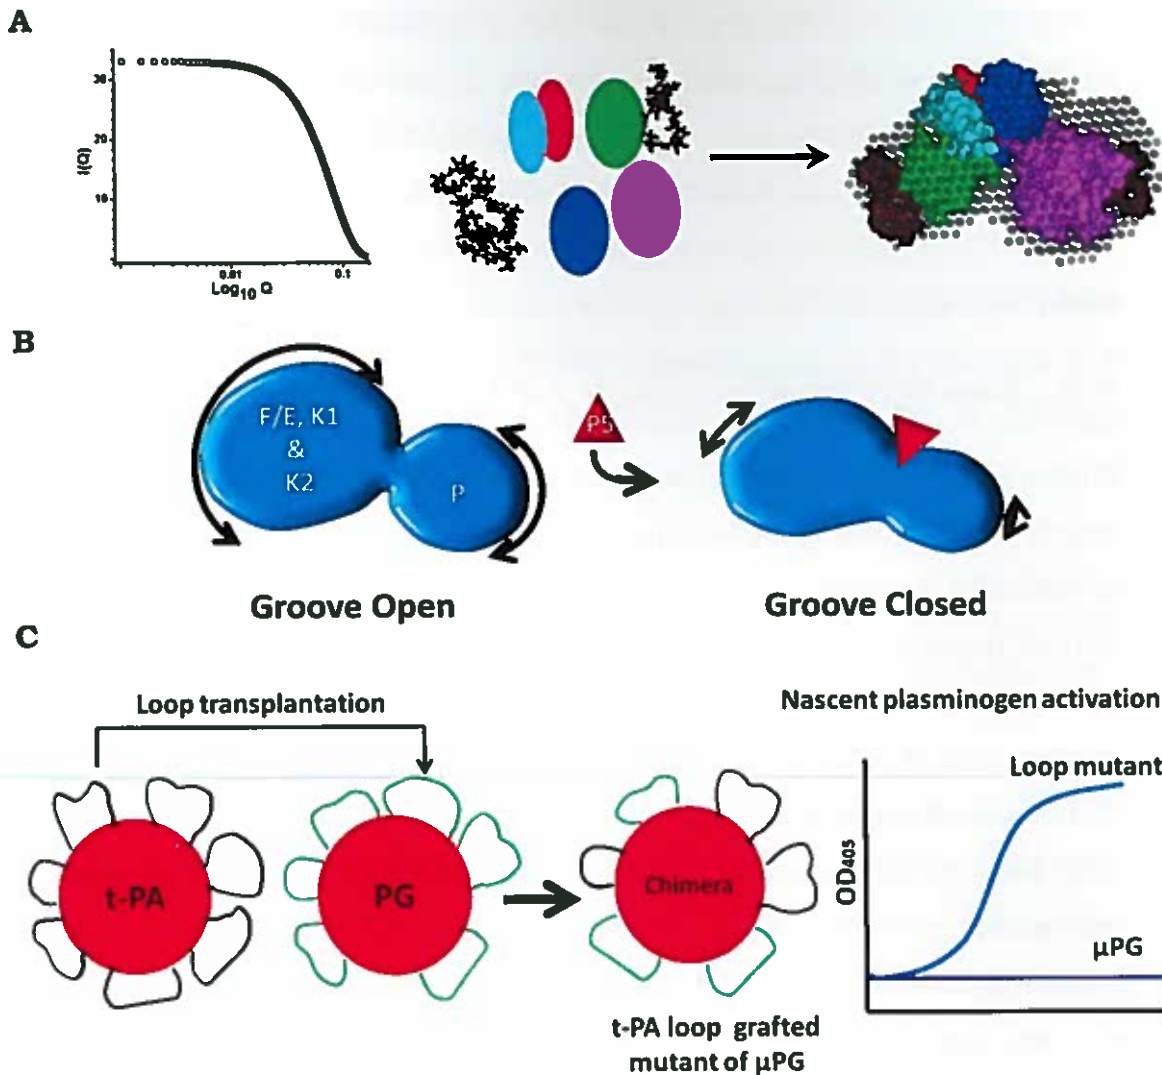 A
I(Q)
30
20
10
0.01
0.1
Log10 Q
B
F/E, K1
&
K2
P
P5
Groove Open
Groove Closed
C
Loop transplantation
Nascent plasminogen activation
t-PA
PG
Chimera
t-PA loop grafted
mutant of µPG
OD405
Loop mutant
µPG